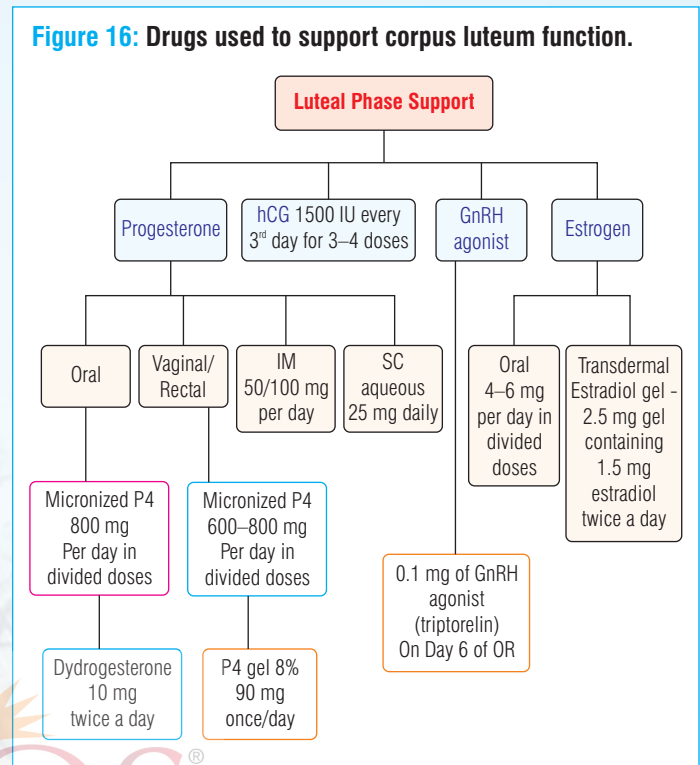 Figure 16: Drugs used to support corpus luteum function.
Luteal Phase Support
Progesterone
hCG 1500 IU every
3rd day for 3–4 doses
GnRH
agonist
Estrogen
Oral
Vaginal/
Rectal
IM
50/100 mg
per day
SC
aqueous
25 mg daily
Oral
4–6 mg
per day in
divided
doses
Transdermal
Estradiol gel -
2.5 mg gel
containing
1.5 mg
estradiol
twice a day
Micronized P4
800 mg
Per day in
divided doses
Micronized P4
600–800 mg
Per day in
divided doses
0.1 mg of GnRH
agonist
(triptorelin)
On Day 6 of OR
Dydrogesterone
10 mg
twice a day
P4 gel 8%
90 mg
once/day
®